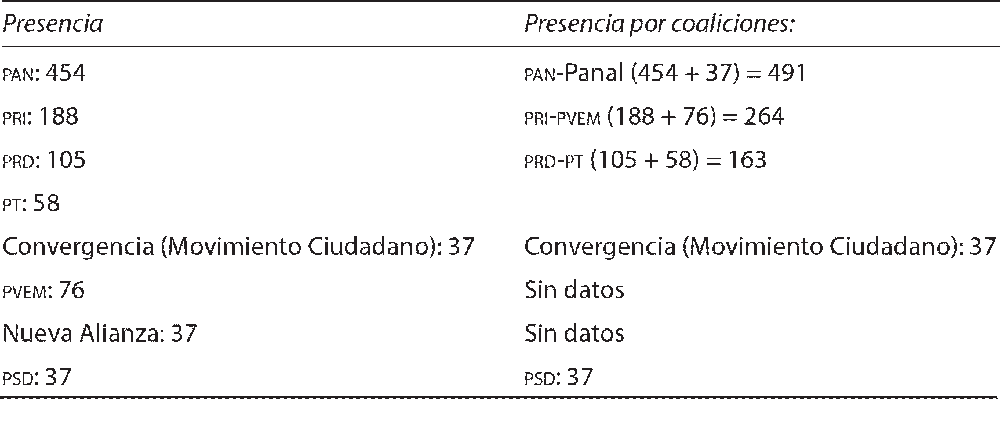 Presencia Presencia por coaliciones:
PAN: 454 PAN-Panal (454 + 37) = 491
PRI: 188 PRI-PVEM (188 + 76) = 264
PRD: 105 PRD-PT (105 + 58) = 163
PT: 58
Convergencia (Movimiento Ciudadano): 37 Convergencia (Movimiento Ciudadano): 37
PVEM: 76 Sin datos
Nueva Alianza: 37 Sin datos
PSD: 37 PSD: 37